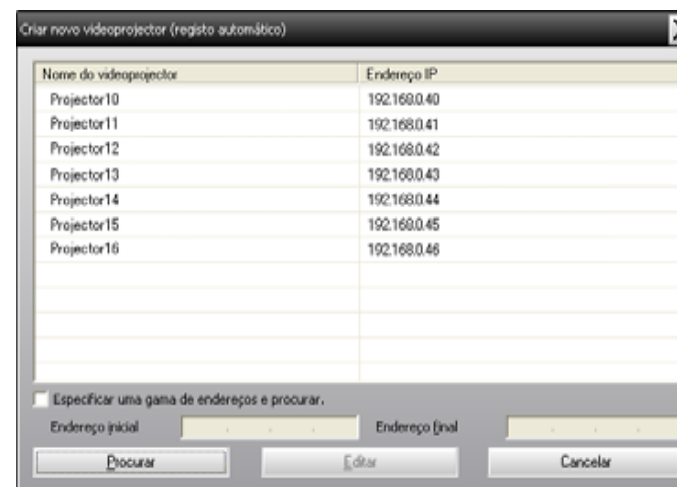 Criar novo videoprojector (registo automático)
Nome do videoprojector Endereço IP
Projector10 192.168.0.40
Projector11 192.168.0.41
Projector12 192.168.0.42
Projector13 192.168.0.43
Projector14 192.168.0.44
Projector15 192.168.0.45
Projector16 192.168.0.46
Especificar uma gama de endereços e procurar.
Endereço inicial Endereço final
Procurar Editar Cancelar